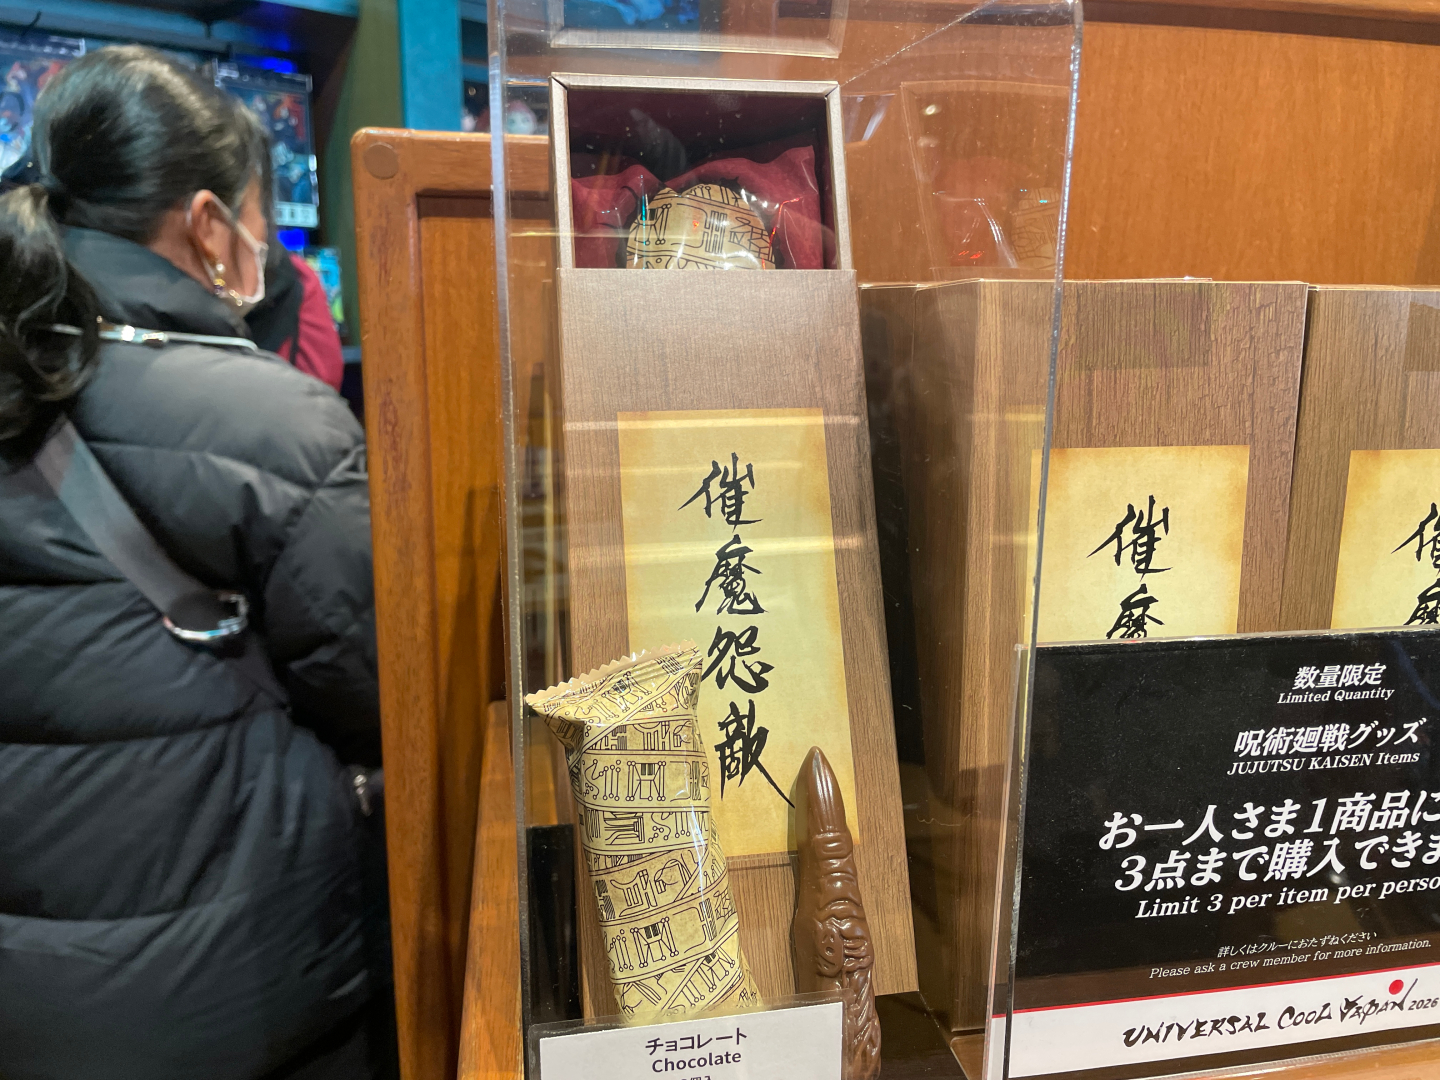 催魔怨敵
催魔
数量限定
Limited Quantity
呪術廻戦グッズ
JUJUTSU KAISEN Items
お一人さま1商品に
3点まで購入できま
Limit 3 per item per perso
詳しくはクルーにおたずねください
Please ask a crew member for more information.
UNIVERSAL COOL JAPAN 2026
チョコレート
Chocolate